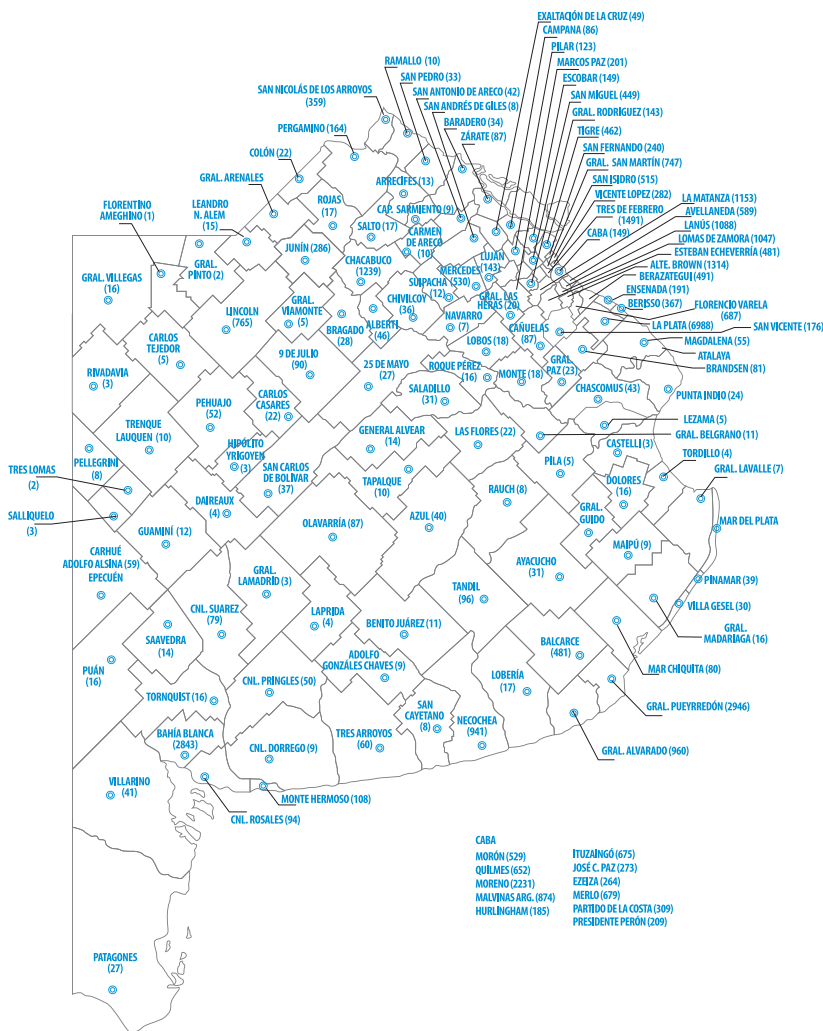 EXALTACIÓN DE LA CRUZ (49)
CAMPANA (86)
PILAR (123)
MARCOS PAZ (201)
ESCOBAR (149)
SAN MIGUEL (449)
GRAL. RODRÍGUEZ (143)
TIGRE (462)
SAN FERNANDO (240)
GRAL. SAN MARTÍN (747)
SAN ISIDRO (515)
VICENTE LOPEZ (282)
TRES DE FEBRERO
(1491)
CABA (149)
RAMALLO (10)
SAN PEDRO (33)
SAN ANTONIO DE ARECO (42)
SAN ANDRÉS DE GILES (8)
BARADERO (34)
ZÁRATE (87)
SAN NICOLÁS DE LOS ARROYOS
(359)
PERGAMINO (164)
COLÓN (22)
GRAL. ARENALES
LEANDRO
N. ALEM
(15)
FLORENTINO
AMEGHINO (1)
LA MATANZA (1153)
AVELLANEDA (589)
LANÚS (1088)
LOMAS DE ZAMORA (1047)
ESTEBAN ECHEVERRÍA (481)
ALTE. BROWN (1314)
BERAZATEGUI (491)
ENSENADA (191)
BERISSO (367)
FLORENCIO VARELA
(687)
LA PLATA (6988)
SAN VICENTE (176)
MAGDALENA (55)
ATALAYA
BRANDSEN (81)
PUNTA INDIO (24)
ARRECIFES (13)
ROJAS
(17)
CAP. SARMIENTO (9)
SALTO (17)
CARMEN
DE ARECO
(10)
JUNÍN (286)
CHACABUCO
(1239)
LUJÁN
(143)
MERCEDES
(530)
SUIPACHA
(12)
GRAL. LAS
HERAS (20)
GRAL. VILLEGAS
(16)
GRAL.
PINTO (2)
LINCOLN
(765)
GRAL.
VIAMONTE
(5)
BRAGADO
(28)
ALBERTI
(46)
CHIVILCOY
(36)
NAVARRO
(7)
CAÑUELAS
(87)
LOBOS (18)
CARLOS
TEJEDOR
(5)
9 DE JULIO
(90)
25 DE MAYO
(27)
ROQUE PÉREZ
(16)
MONTE (18)
GRAL.
PAZ (23)
RIVADAVIA
(3)
SALADILLO
(31)
CHASCOMUS (43)
LEZAMA (5)
GRAL. BELGRANO (11)
PEHUAJO
(52)
CARLOS
CASARES
(22)
TRENQUE
LAUQUEN (10)
GENERAL ALVEAR
(14)
LAS FLORES (22)
CASTELLI (3)
TORDILLO (4)
GRAL. LAVALLE (7)
PELLEGRINI
(8)
HIPÓLITO
YRIGOYEN
(3)
SAN CARLOS
DE BOLIVAR
(37)
TAPALQUE
(10)
PILA (5)
DOLORES
(16)
TRES LOMAS
(2)
DAIREAUX
(4)
RAUCH (8)
GRAL.
GUIDO
MAR DEL PLATA
SALLIQUELO
(3)
GUAMINÍ (12)
OLAVARRÍA (87)
AZUL (40)
MAIPÚ (9)
CARHUÉ
ADOLFO ALSINA (59)
EPECUÉN
GRAL.
LAMADRID (3)
AYACUCHO
(31)
PINAMAR (39)
VILLA GESEL (30)
GRAL.
MADARIAGA (16)
CNL. SUAREZ
(79)
LAPRIDA
(4)
TANDIL
(96)
SAAVEDRA
(14)
BENITO JUÁREZ (11)
BALCARCE
(481)
MAR CHIQUITA (80)
PUÁN
(16)
ADOLFO
GONZÁLES CHAVES (9)
LOBERÍA
(17)
TORNQUIST (16)
CNL. PRINGLES (50)
GRAL. PUEYRREDÓN (2946)
SAN
CAYETANO
(8)
BAHÍA BLANCA
(2843)
CNL. DORREGO (9)
TRES ARROYOS
(60)
NECOCHEA
(941)
GRAL. ALVARADO (960)
VILLARINO
(41)
MONTE HERMOSO (108)
CNL. ROSALES (94)
PATAGONES
(27)
CABA
MORÓN (529)
QUILMES (652)
MORENO (2231)
MALVINAS ARG. (874)
HURLINGHAM (185)
ITUZAINGÓ (675)
JOSÉ C. PAZ (273)
EZEIZA (264)
MERLO (679)
PARTIDO DE LA COSTA (309)
PRESIDENTE PERÓN (209)